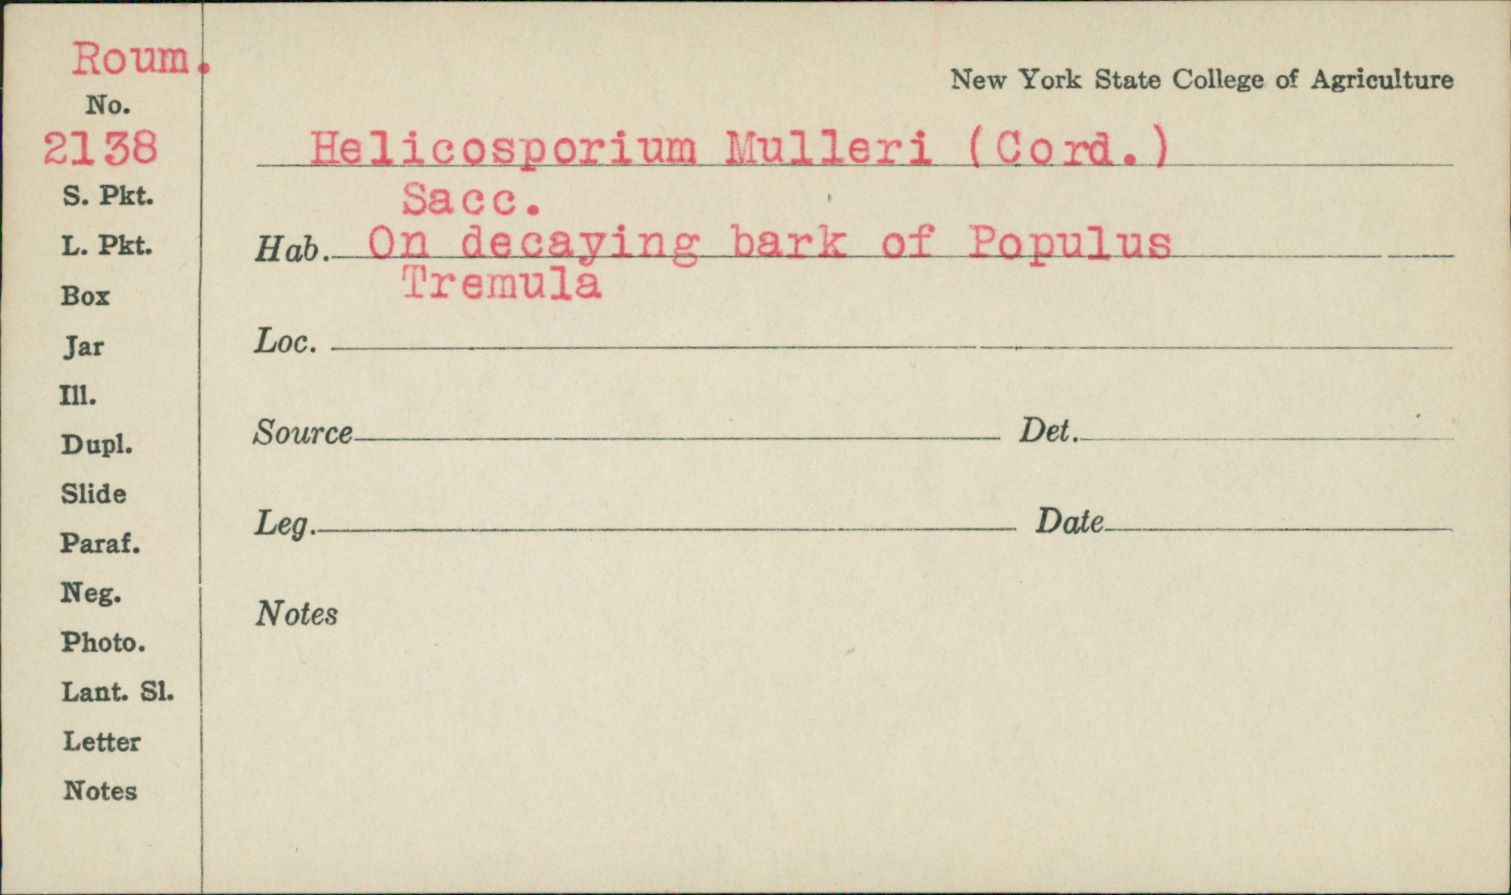 Roum.
No.
2138
S. Pkt.
L. Pkt.
Box
Jar
Ill.
Dupl.
Slide
Paraf.
Neg.
Photo.
Lant. Sl.
Letter
Notes
New York State College of Agriculture
Helicosporium Mulleri (Cord.)
Sacc.
Hab. On decaying bark of Populus
Tremula
Loc.
Source Det.
Leg. Date
Notes